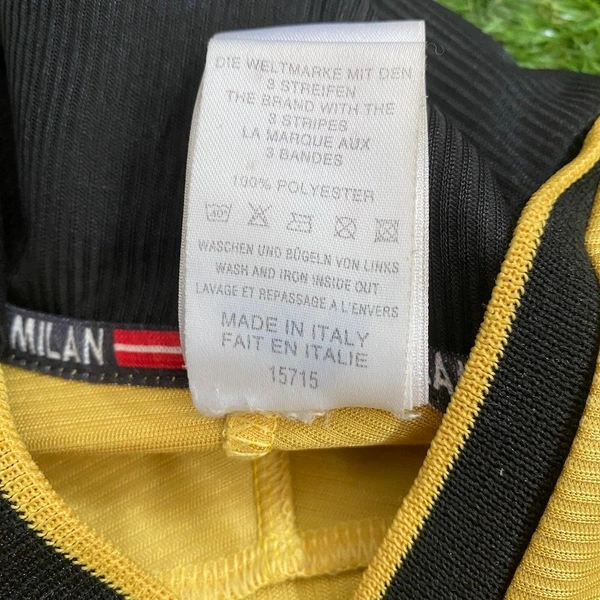 DIE WELTMARKE MIT DEN
3 STREIFEN
THE BRAND WITH THE
3 STRIPES
LA MARQUE AUX
3 BANDES
100% POLYESTER
40°
WASCHEN UND BÜGELN VON LINKS
WASH AND IRON INSIDE OUT
LAVAGE ET REPASSAGE A L'ENVERS
MADE IN ITALY
FAIT EN ITALIE
15715
MILAN